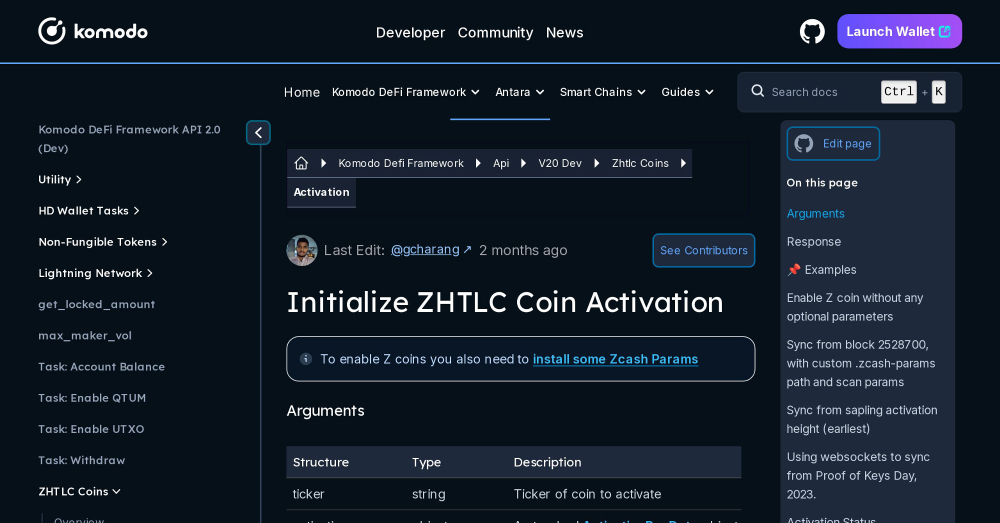 komodo
Developer Community News
Launch Wallet
Home Komodo DeFi Framework Antara Smart Chains Guides
Search docs Ctrl + K
Komodo DeFi Framework API 2.0
(Dev)
Utility
HD Wallet Tasks
Non-Fungible Tokens
Lightning Network
get_locked_amount
max_maker_vol
Task: Account Balance
Task: Enable QTUM
Task: Enable UTXO
Task: Withdraw
ZHTLC Coins
Overview
Komodo Defi Framework Api V20 Dev Zhtlc Coins
Activation
Last Edit: @gcharang ↗ 2 months ago
See Contributors
Initialize ZHTLC Coin Activation
To enable Z coins you also need to install some Zcash Params
Arguments
Structure Type Description
ticker string Ticker of coin to activate
Edit page
On this page
Arguments
Response
📌 Examples
Enable Z coin without any
optional parameters
Sync from block 2528700,
with custom .zcash-params
path and scan params
Sync from sapling activation
height (earliest)
Using websockets to sync
from Proof of Keys Day,
2023.
Activation Status